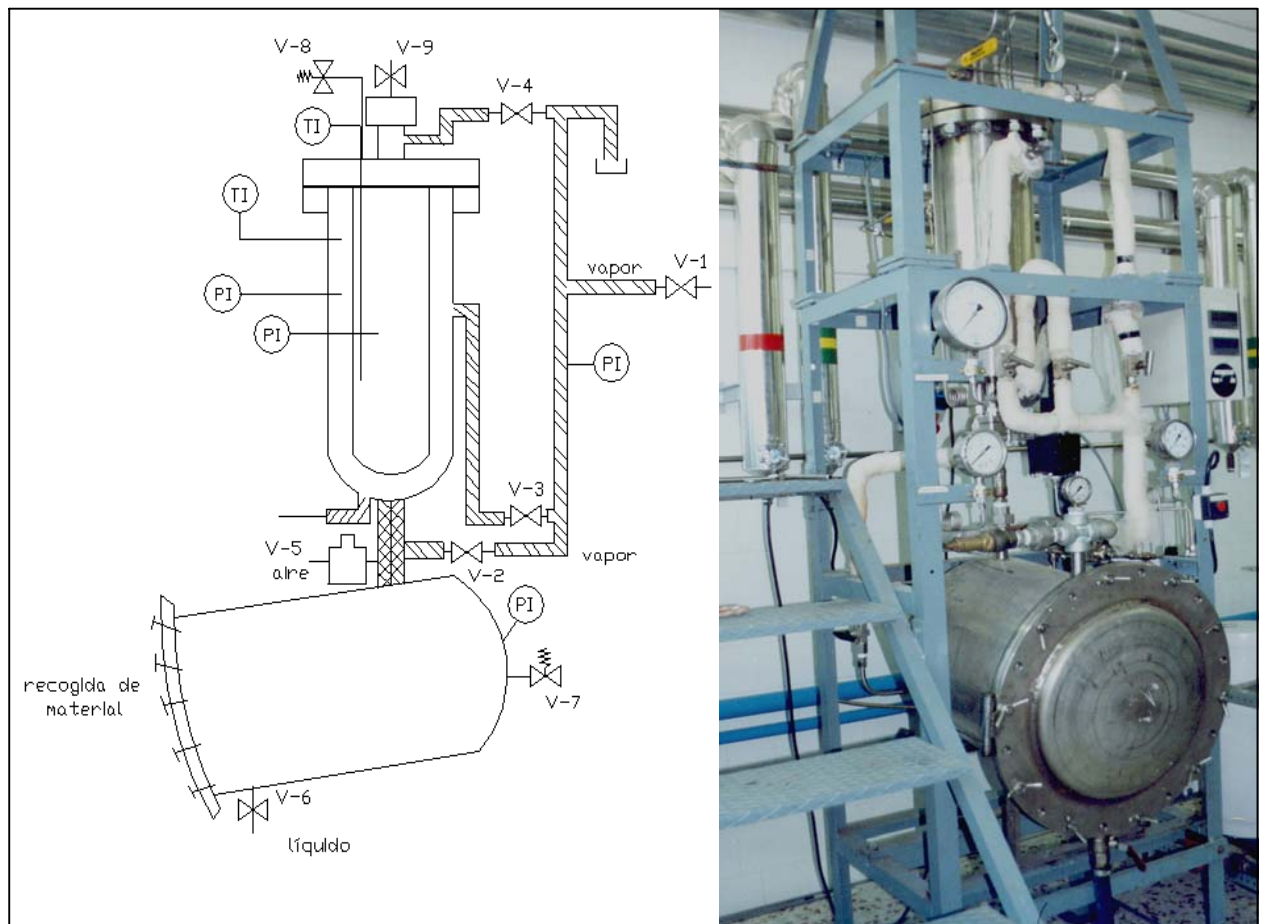 V-8
V-9
V-4
TI
TI
vapor
V-1
PI
PI
PI
V-3
V-5
aire
V-2
vapor
PI
recogida de
material
V-7
V-6
líquido